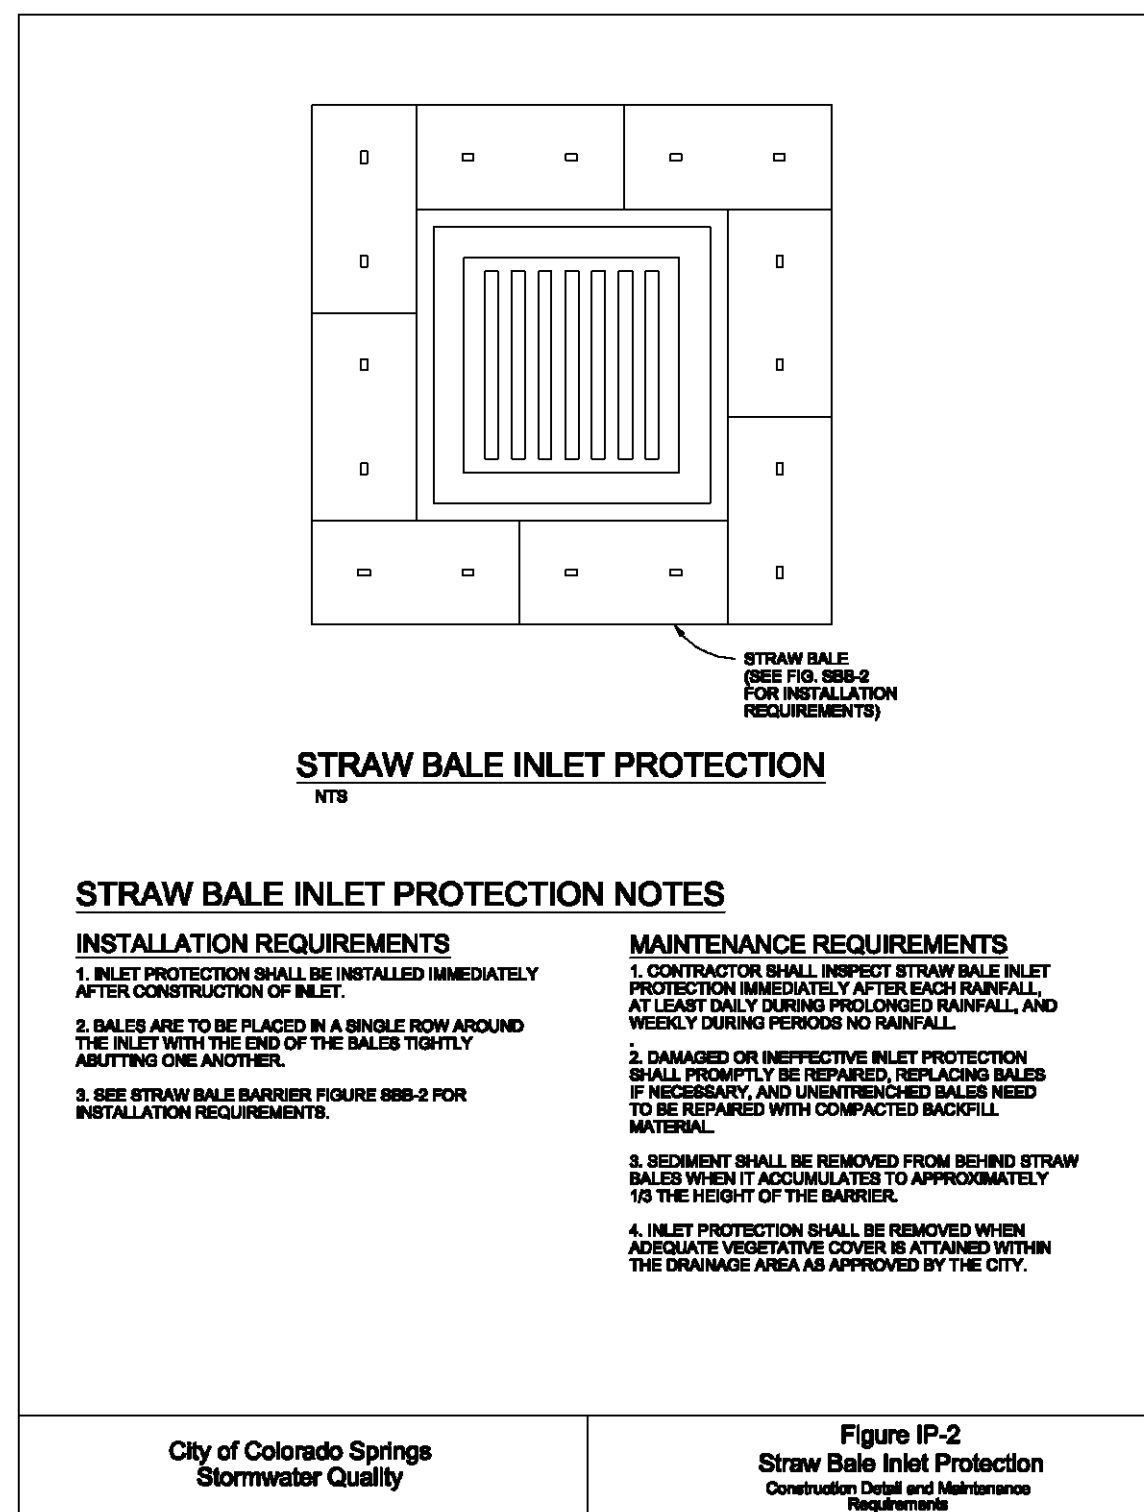 STRAW BALE
(SEE FIG. SBB-2
FOR INSTALLATION
REQUIREMENTS)
STRAW BALE INLET PROTECTION
NTS
STRAW BALE INLET PROTECTION NOTES
INSTALLATION REQUIREMENTS
1. INLET PROTECTION SHALL BE INSTALLED IMMEDIATELY
AFTER CONSTRUCTION OF INLET.
2. BALES ARE TO BE PLACED IN A SINGLE ROW AROUND
THE INLET WITH THE END OF THE BALES TIGHTLY
ABUTTING ONE ANOTHER.
3. SEE STRAW BALE BARRIER FIGURE SBB-2 FOR
INSTALLATION REQUIREMENTS.
MAINTENANCE REQUIREMENTS
1. CONTRACTOR SHALL INSPECT STRAW BALE INLET
PROTECTION IMMEDIATELY AFTER EACH RAINFALL,
AT LEAST DAILY DURING PROLONGED RAINFALL, AND
WEEKLY DURING PERIODS NO RAINFALL.
.
2. DAMAGED OR INEFFECTIVE INLET PROTECTION
SHALL PROMPTLY BE REPAIRED, REPLACING BALES
IF NECESSARY, AND UNENTRENCHED BALES NEED
TO BE REPAIRED WITH COMPACTED BACKFILL
MATERIAL.
3. SEDIMENT SHALL BE REMOVED FROM BEHIND STRAW
BALES WHEN IT ACCUMULATES TO APPROXIMATELY
1/3 THE HEIGHT OF THE BARRIER.
4. INLET PROTECTION SHALL BE REMOVED WHEN
ADEQUATE VEGETATIVE COVER IS ATTAINED WITHIN
THE DRAINAGE AREA AS APPROVED BY THE CITY.
City of Colorado Springs
Stormwater Quality
Figure IP-2
Straw Bale Inlet Protection
Construction Detail and Maintenance
Requirements